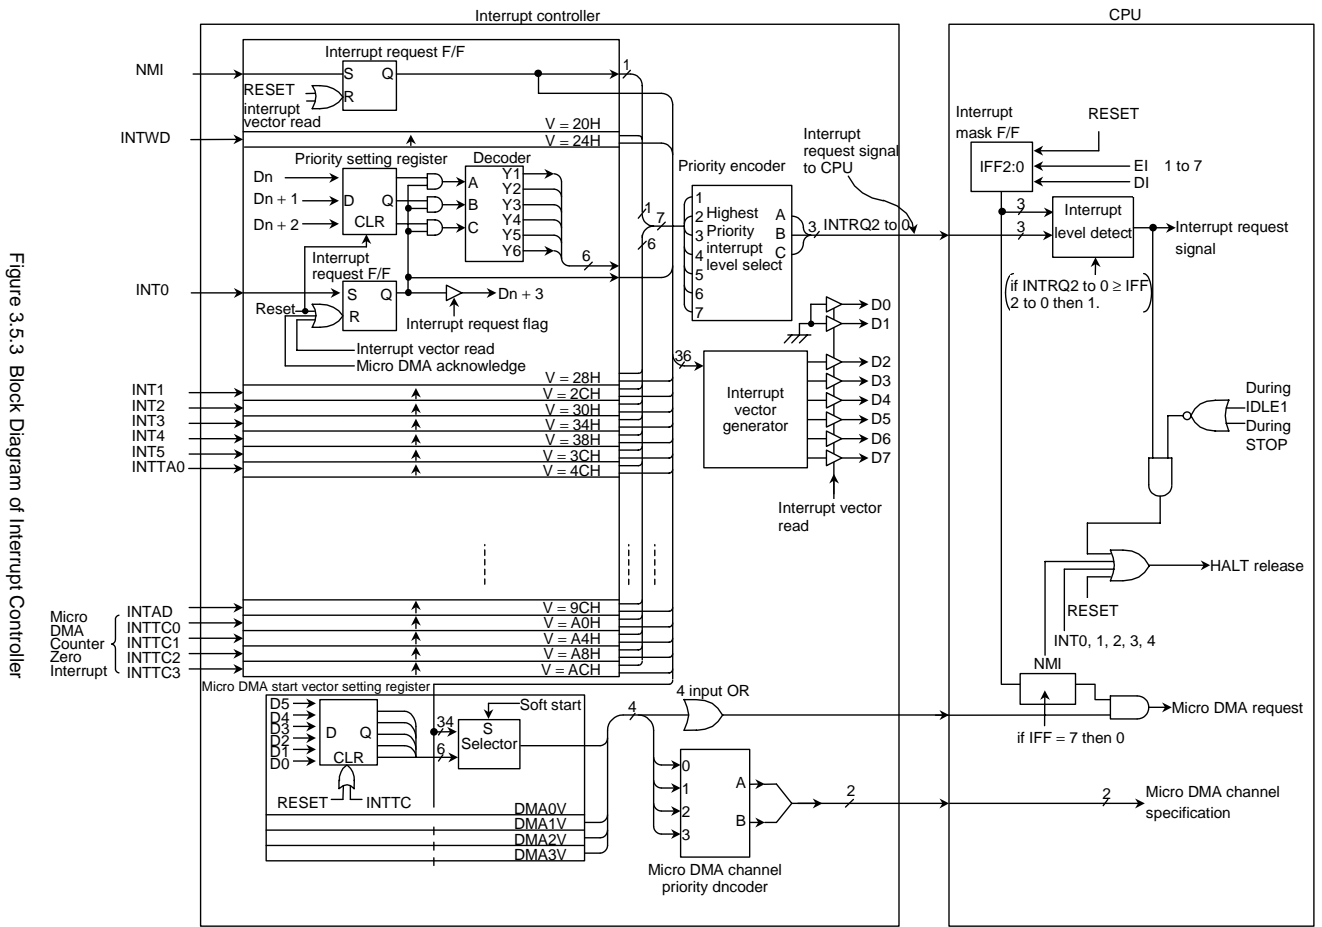 Interrupt controller
CPU
Interrupt request F/F
NMI
S
Q
R
1
RESET
interrupt
vector read
V = 20H
INTWD
V = 24H
Priority setting register
Decoder
Dn
Dn + 1
Dn + 2
D
Q
CLR
A
B
C
Y1
Y2
Y3
Y4
Y5
Y6
6
1
7
6
Interrupt
request F/F
INT0
S
Q
R
Reset
Dn + 3
Interrupt request flag
Interrupt vector read
Micro DMA acknowledge
V = 28H
INT1
V = 2CH
INT2
V = 30H
INT3
V = 34H
INT4
V = 38H
INT5
V = 3CH
INTTA0
V = 4CH
Priority encoder
1
2
3
4
5
6
7
Highest
Priority
interrupt
level select
A
B
C
3
INTRQ2 to 0
Interrupt
request signal
to CPU
36
Interrupt
vector
generator
D0
D1
D2
D3
D4
D5
D6
D7
Interrupt vector
read
Interrupt
mask F/F
IFF2:0
RESET
EI
DI
1 to 7
3
3
Interrupt
level detect
Interrupt request
signal
if INTRQ2 to 0 ≥ IFF
2 to 0 then 1.
During
IDLE1
During
STOP
HALT release
RESET
INT0, 1, 2, 3, 4
NMI
if IFF = 7 then 0
Micro DMA request
Micro
DMA
Counter
Zero
Interrupt
INTAD
V = 9CH
INTTC0
V = A0H
INTTC1
V = A4H
INTTC2
V = A8H
INTTC3
V = ACH
Micro DMA start vector setting register
D5
D4
D3
D2
D1
D0
D
Q
CLR
RESET
INTTC
34
6
S
Selector
Soft start
DMA0V
DMA1V
DMA2V
DMA3V
4
4 input OR
0
1
2
3
A
B
2
2
Micro DMA channel
priority dncoder
Micro DMA channel
specification
Figure 3.5.3 Block Diagram of Interrupt Controller